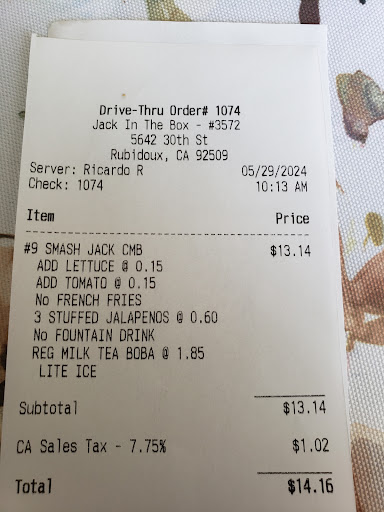 Drive-Thru Order# 1074
Jack In The Box - #3572
5642 30th St
Rubidoux, CA 92509
Server: Ricardo R 05/29/2024
Check: 1074 10:13 AM
Item Price
#9 SMASH JACK CMB $13.14
ADD LETTUCE @ 0.15
ADD TOMATO @ 0.15
No FRENCH FRIES
3 STUFFED JALAPENOS @ 0.60
No FOUNTAIN DRINK
REG MILK TEA BOBA @ 1.85
LITE ICE
Subtotal $13.14
CA Sales Tax - 7.75% $1.02
Total $14.16